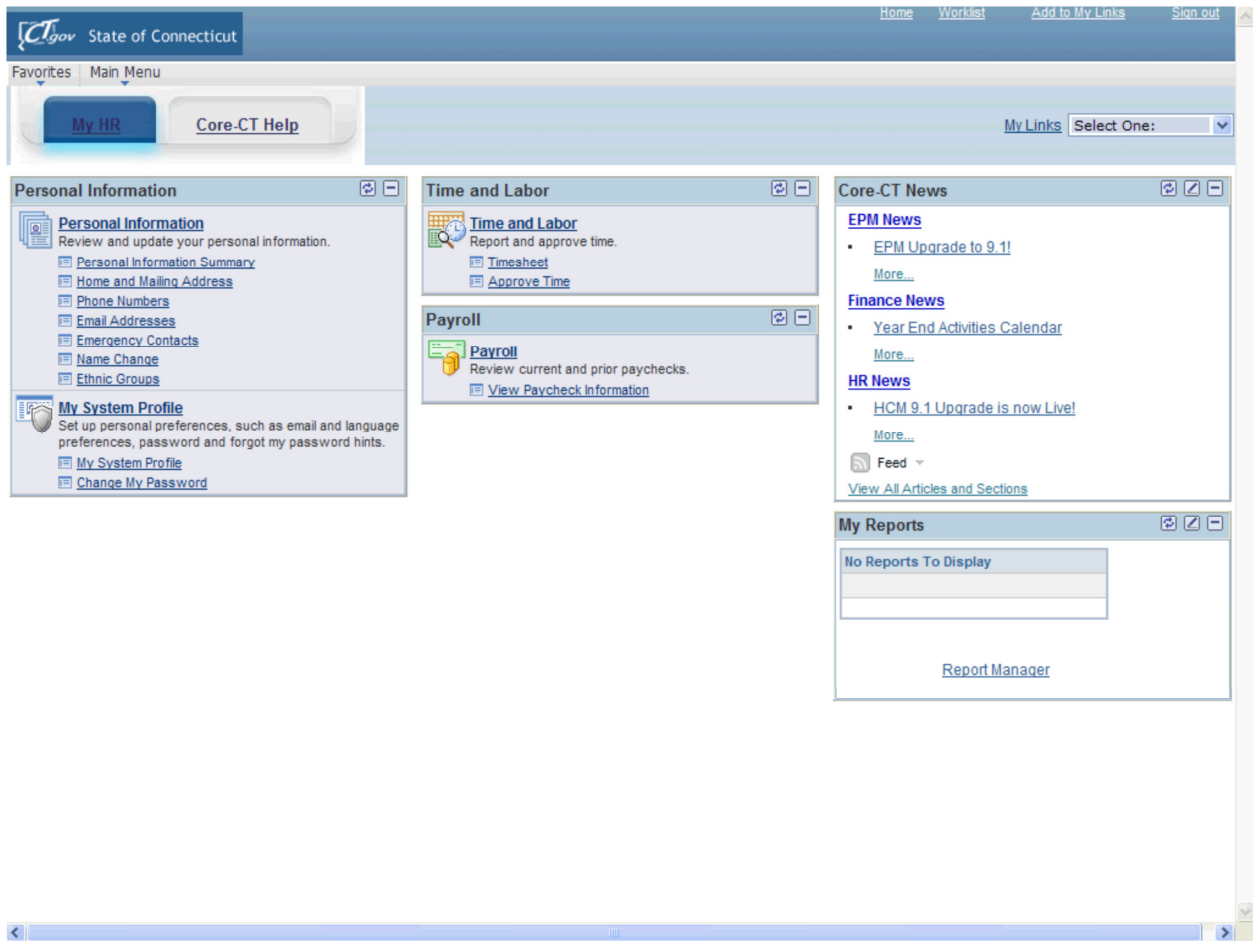 Home Worklist Add to My Links Sign out
CT.gov State of Connecticut
Favorites Main Menu
My HR Core-CT Help
My Links Select One:
Personal Information
Personal Information
Review and update your personal information.
Personal Information Summary
Home and Mailing Address
Phone Numbers
Email Addresses
Emergency Contacts
Name Change
Ethnic Groups
My System Profile
Set up personal preferences, such as email and language
preferences, password and forgot my password hints.
My System Profile
Change My Password
Time and Labor
Time and Labor
Report and approve time.
Timesheet
Approve Time
Payroll
Payroll
Review current and prior paychecks.
View Paycheck Information
Core-CT News
EPM News
EPM Upgrade to 9.1!
More...
Finance News
Year End Activities Calendar
More...
HR News
HCM 9.1 Upgrade is now Live!
More...
Feed
View All Articles and Sections
My Reports
No Reports To Display
Report Manager